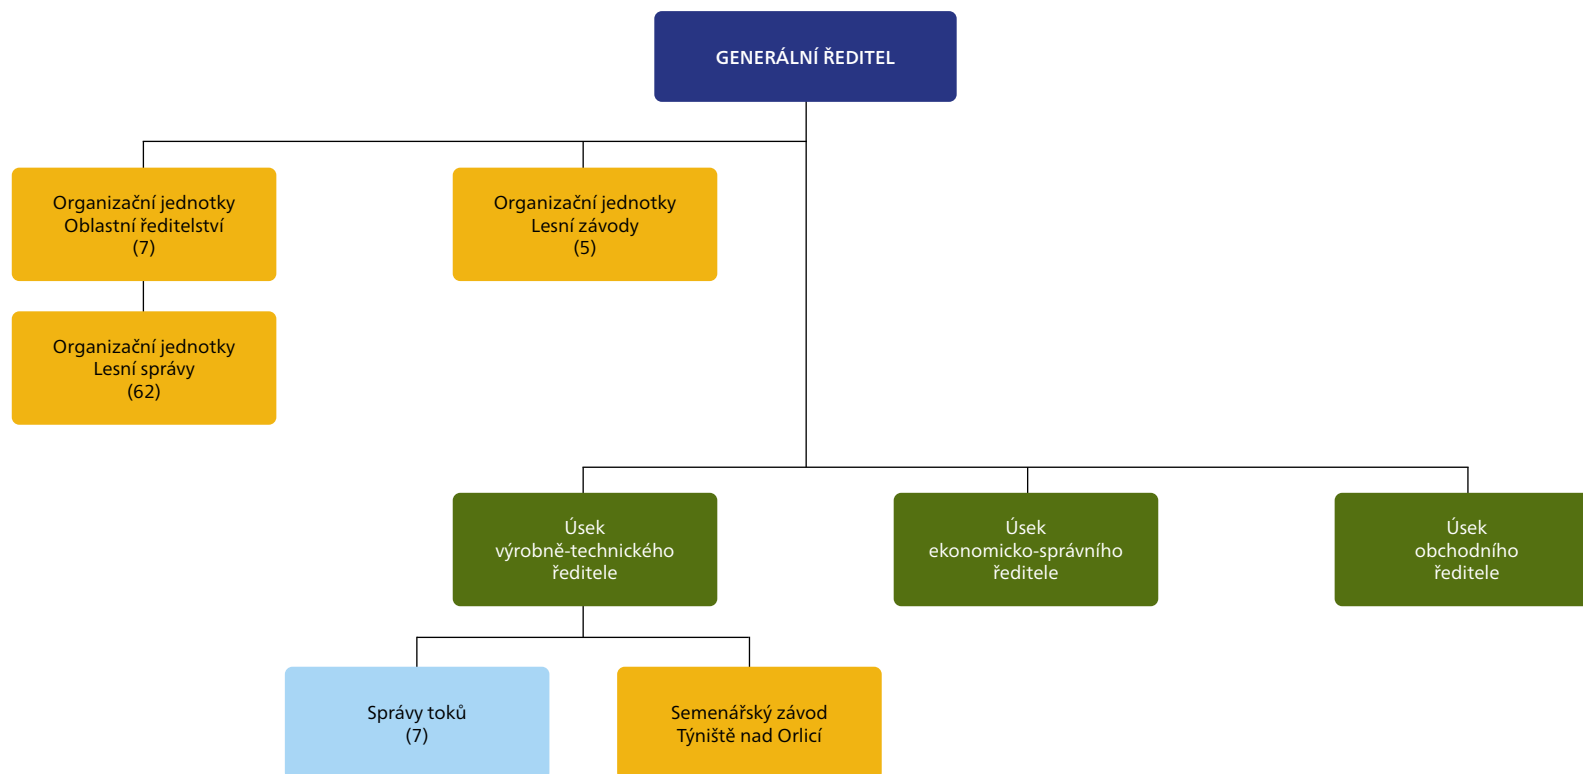 GENERÁLNÍ ŘEDITEL
Organizační jednotky
Oblastní ředitelství
(7)
Organizační jednotky
Lesní závody
(5)
Organizační jednotky
Lesní správy
(62)
Úsek
výrobně-technického
ředitele
Úsek
ekonomicko-správního
ředitele
Úsek
obchodního
ředitele
Správy toků
(7)
Semenářský závod
Týniště nad Orlicí